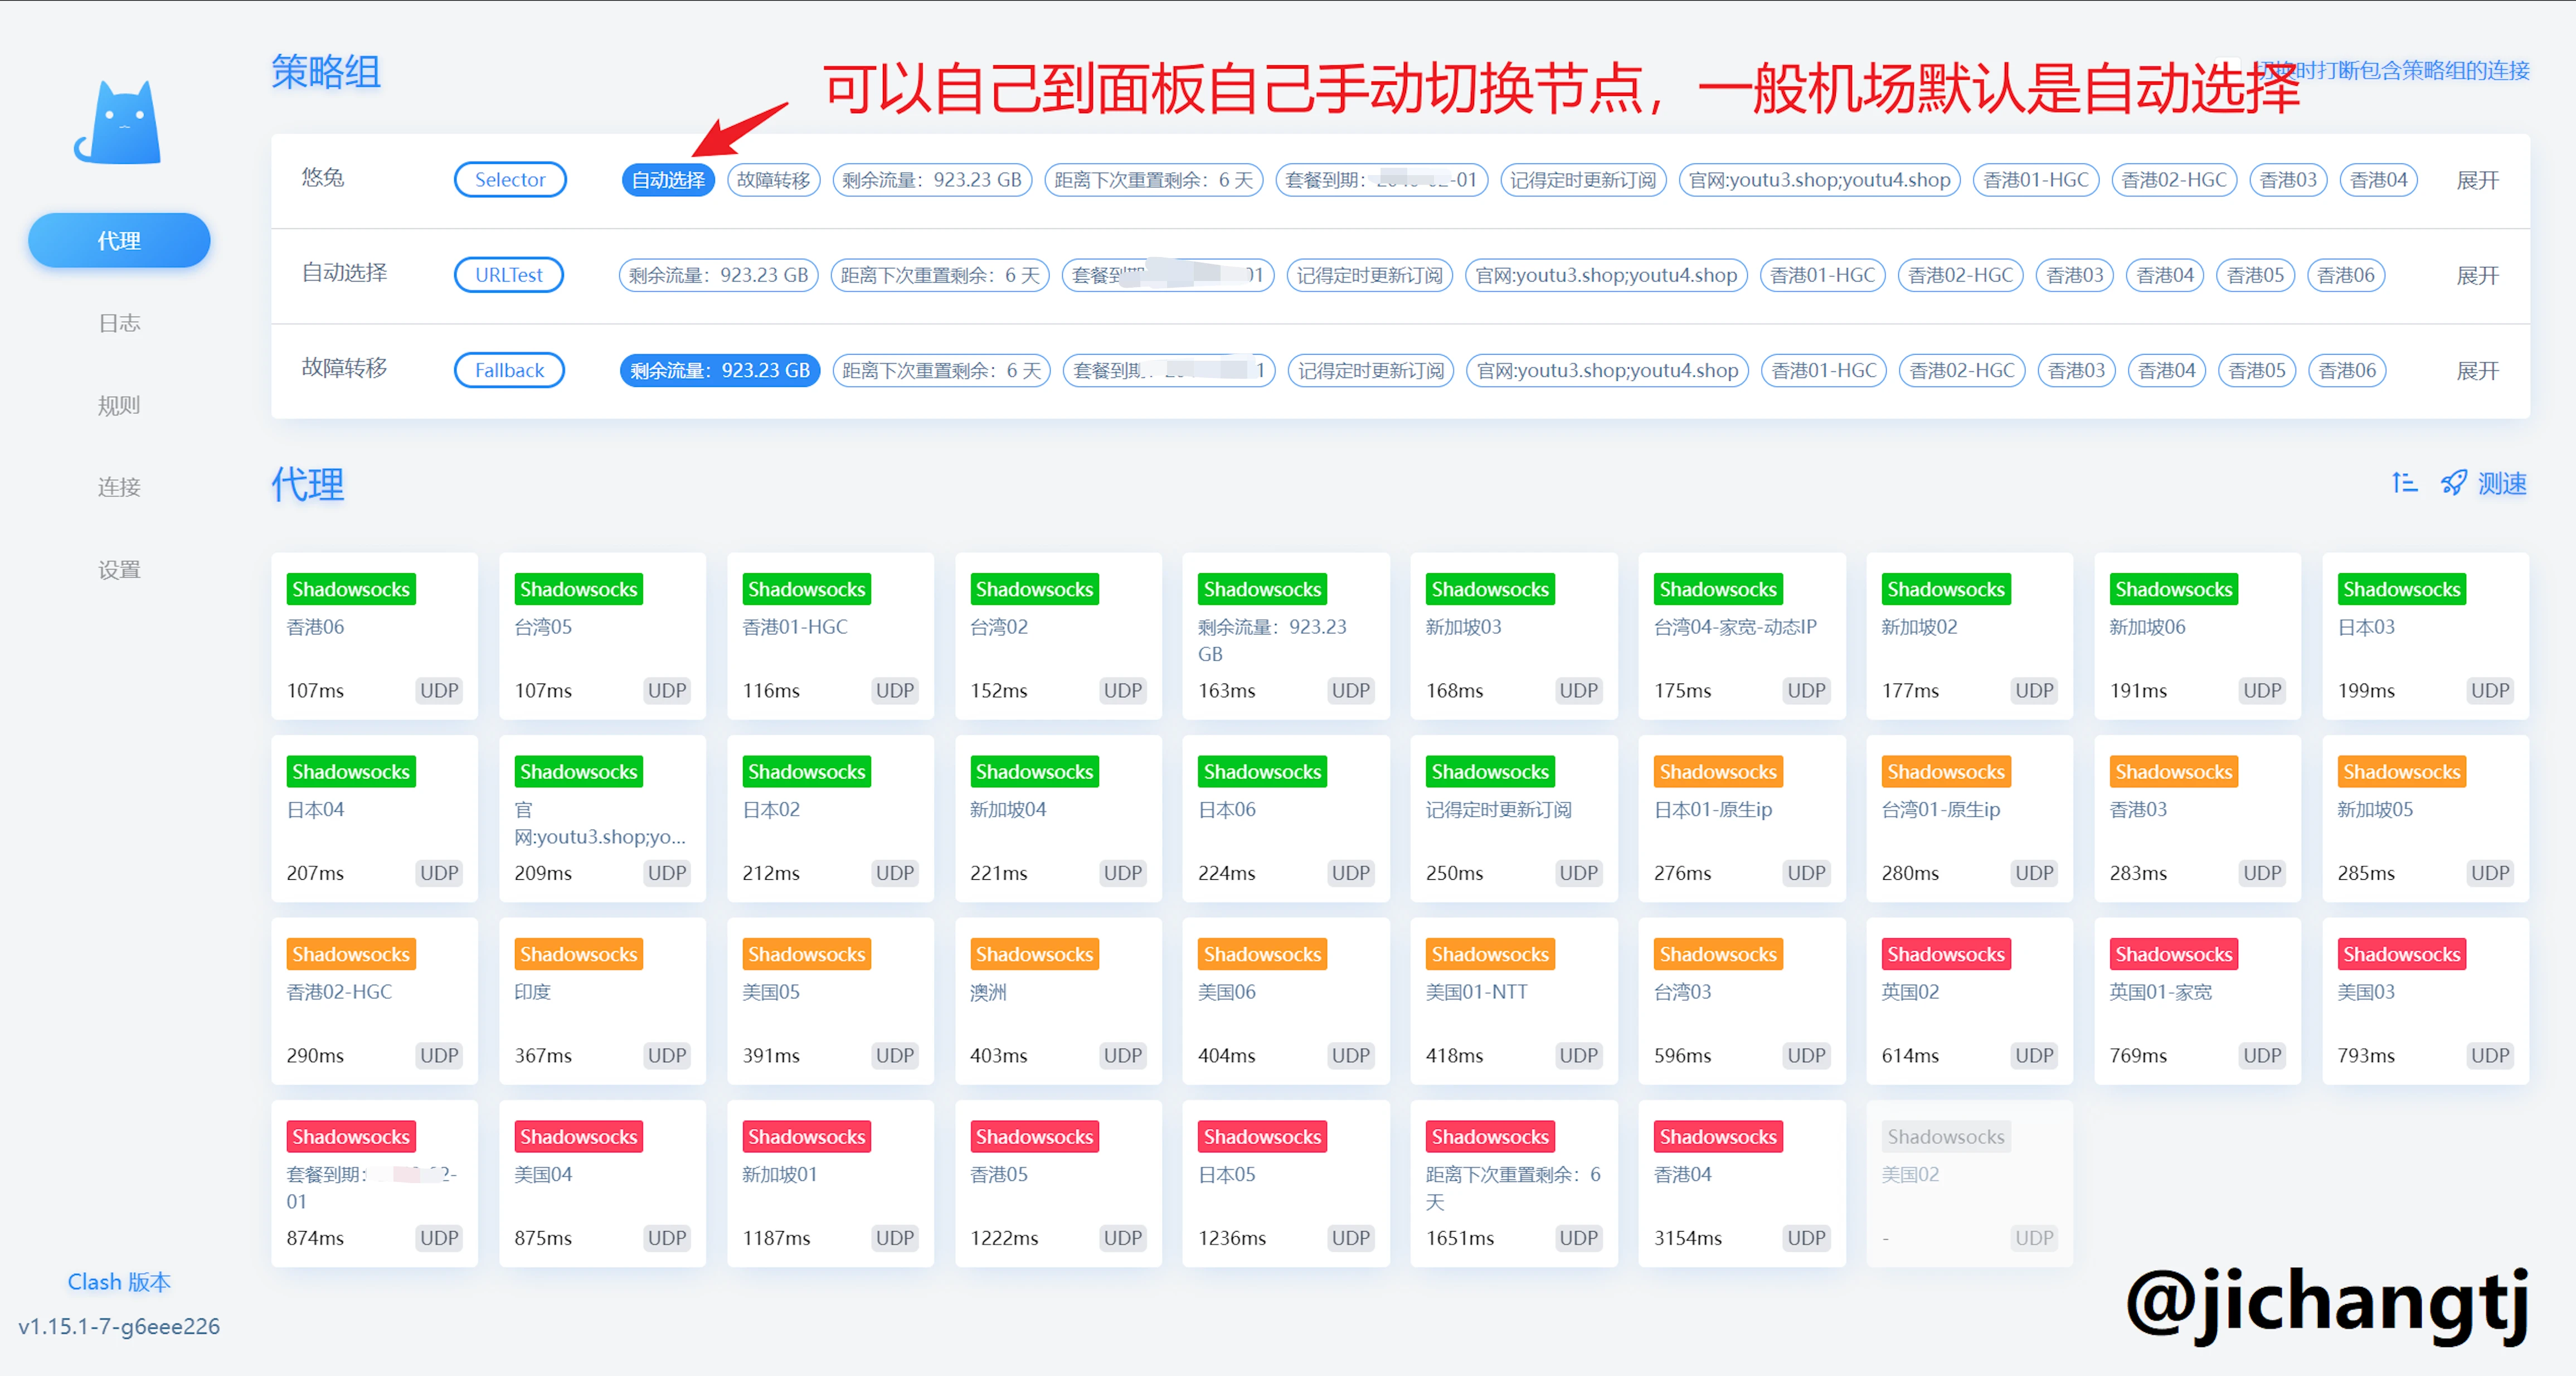 策略组
可以自己到面板自己手动切换节点，一般机场默认是自动选择
切换时打断包含策略组的连接
悠兔 Selector 自动选择 故障转移 剩余流量：923.23 GB 距离下次重置剩余：6 天 套餐到期： -01 记得定时更新订阅 官网:youtu3.shop;youtu4.shop 香港01-HGC 香港02-HGC 香港03 香港04 展开
自动选择 URLTest 剩余流量：923.23 GB 距离下次重置剩余：6 天 套餐到期 01 记得定时更新订阅 官网:youtu3.shop;youtu4.shop 香港01-HGC 香港02-HGC 香港03 香港04 香港05 香港06 展开
故障转移 Fallback 剩余流量：923.23 GB 距离下次重置剩余：6 天 套餐到期 1 记得定时更新订阅 官网:youtu3.shop;youtu4.shop 香港01-HGC 香港02-HGC 香港03 香港04 香港05 香港06 展开
代理
日志
规则
连接
设置
Clash 版本
v1.15.1-7-g6eee226
代理
测速
Shadowsocks Shadowsocks Shadowsocks Shadowsocks Shadowsocks Shadowsocks Shadowsocks Shadowsocks Shadowsocks Shadowsocks
香港06 台湾05 香港01-HGC 台湾02 剩余流量：923.23 新加坡03 台湾04-家宽-动态IP 新加坡02 新加坡06 日本03
GB
107ms UDP 107ms UDP 116ms UDP 152ms UDP 163ms UDP 168ms UDP 175ms UDP 177ms UDP 191ms UDP 199ms UDP
Shadowsocks Shadowsocks Shadowsocks Shadowsocks Shadowsocks Shadowsocks Shadowsocks Shadowsocks Shadowsocks Shadowsocks
日本04 官 日本02 新加坡04 日本06 记得定时更新订阅 日本01-原生ip 台湾01-原生ip 香港03 新加坡05
网:youtu3.shop;yo...
207ms UDP 209ms UDP 212ms UDP 221ms UDP 224ms UDP 250ms UDP 276ms UDP 280ms UDP 283ms UDP 285ms UDP
Shadowsocks Shadowsocks Shadowsocks Shadowsocks Shadowsocks Shadowsocks Shadowsocks Shadowsocks Shadowsocks Shadowsocks
香港02-HGC 印度 美国05 澳洲 美国06 美国01-NTT 台湾03 英国02 英国01-家宽 美国03
290ms UDP 367ms UDP 391ms UDP 403ms UDP 404ms UDP 418ms UDP 596ms UDP 614ms UDP 769ms UDP 793ms UDP
Shadowsocks Shadowsocks Shadowsocks Shadowsocks Shadowsocks Shadowsocks Shadowsocks Shadowsocks
套餐到期: 2- 美国04 新加坡01 香港05 日本05 距离下次重置剩余：6 香港04 美国02
01 天
874ms UDP 875ms UDP 1187ms UDP 1222ms UDP 1236ms UDP 1651ms UDP 3154ms UDP - UDP
@jichangtj